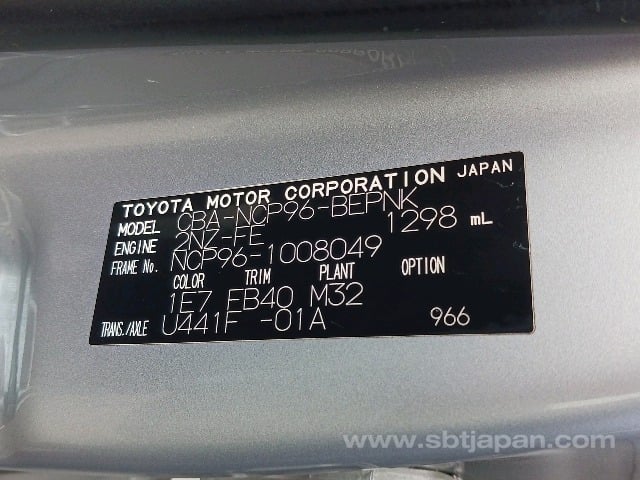 TOYOTA MOTOR CORPORATION JAPAN
MODEL CBA-NCP96-BEPNK
ENGINE 2NZ-FE 1298 mL
FRAME No. NCP96-1008049
COLOR TRIM PLANT OPTION
1E7 FB40 M32
TRANS./AXLE U441F -01A 966
www.sbtjapan.com